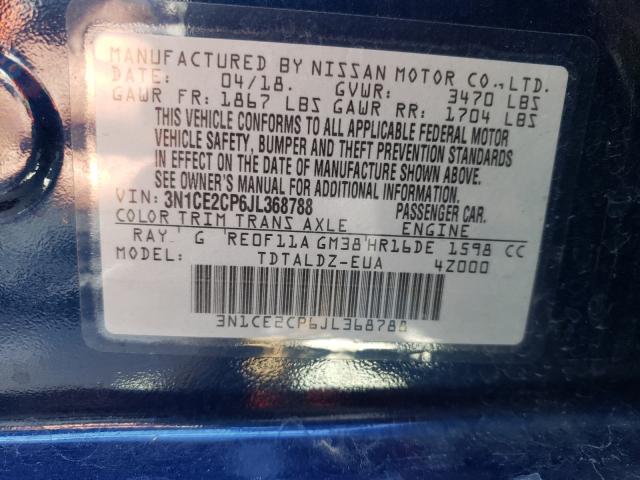 MANUFACTURED BY NISSAN MOTOR CO., LTD.
DATE: 04/18. GVWR: 3470 LBS
GAWR FR: 1867 LBS GAWR RR: 1704 LBS
THIS VEHICLE CONFORMS TO ALL APPLICABLE FEDERAL MOTOR
VEHICLE SAFETY, BUMPER AND THEFT PREVENTION STANDARDS
IN EFFECT ON THE DATE OF MANUFACTURE SHOWN ABOVE.
SEE OWNER'S MANUAL FOR ADDITIONAL INFORMATION
VIN: 3N1CE2CP6JL368788 PASSENGER CAR.
COLOR TRIM TRANS AXLE ENGINE
RAY G RE0F11A GM38 HR16DE 1598 CC
MODEL: TDTALDZ-EUA 4Z000
3N1CE2CP6JL368788